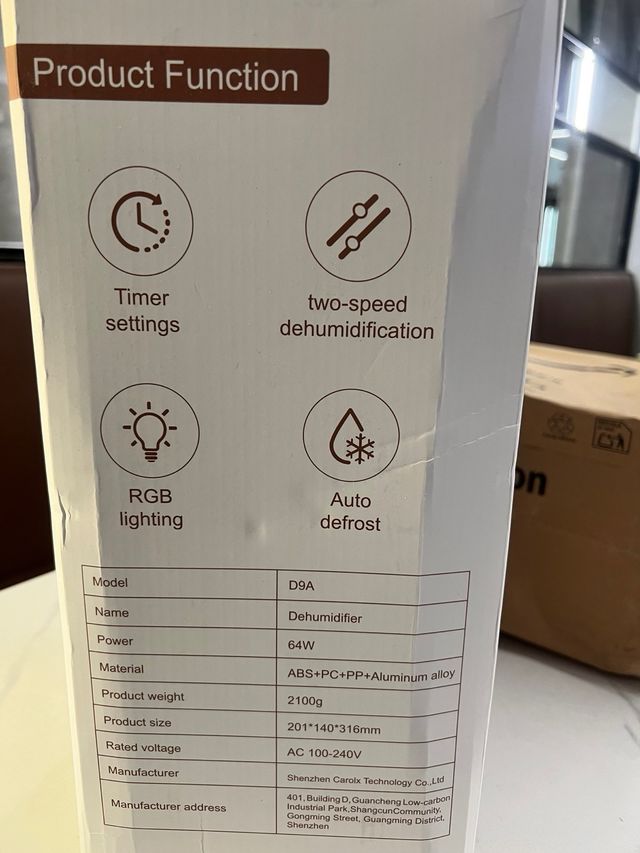 Product Function
Timer
settings
two-speed
dehumidification
RGB
lighting
Auto
defrost
Model D9A
Name Dehumidifier
Power 64W
Material ABS+PC+PP+Aluminum alloy
Product weight 2100g
Product size 201*140*316mm
Rated voltage AC 100-240V
Manufacturer Shenzhen Carolx Technology Co.,Ltd
Manufacturer address 401,Building D, Guancheng Low-carbon
Industrial Park,ShangcunCommunity,
Gongming Street, Guangming District,
Shenzhen
on